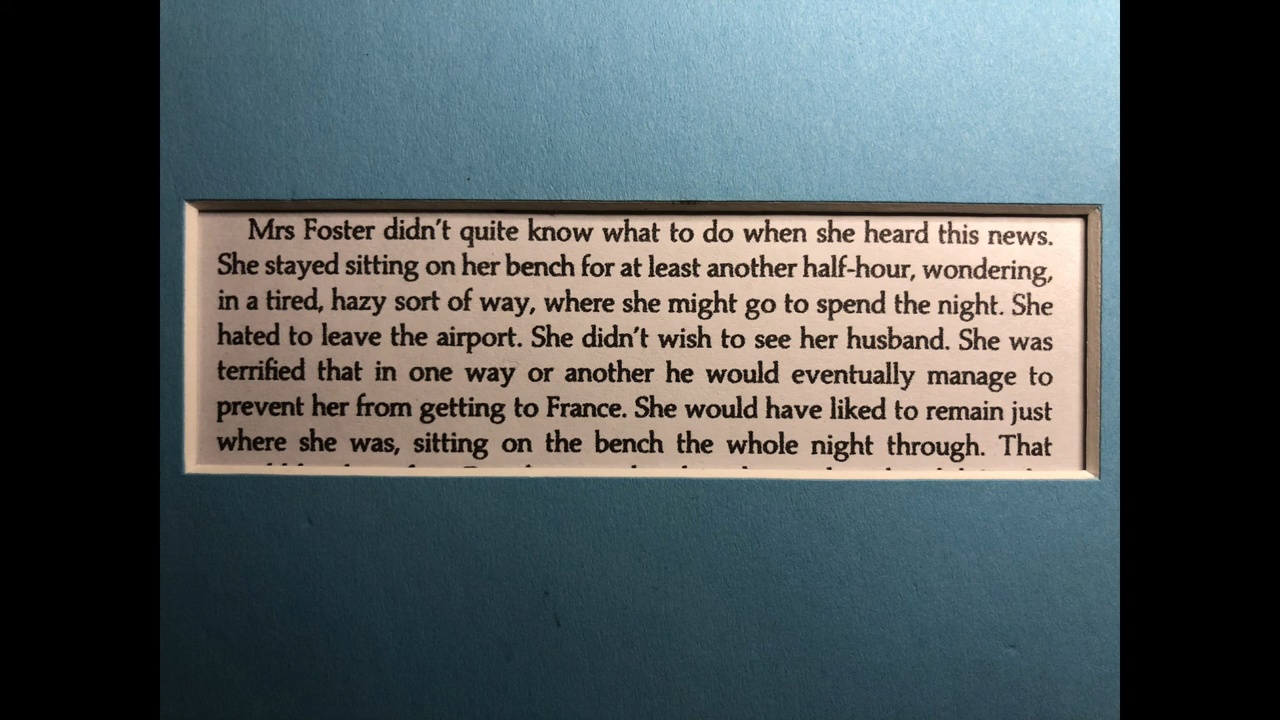 Mrs Foster didn't quite know what to do when she heard this news.
She stayed sitting on her bench for at least another half-hour, wondering,
in a tired, hazy sort of way, where she might go to spend the night. She
hated to leave the airport. She didn't wish to see her husband. She was
terrified that in one way or another he would eventually manage to
prevent her from getting to France. She would have liked to remain just
where she was, sitting on the bench the whole night through. That